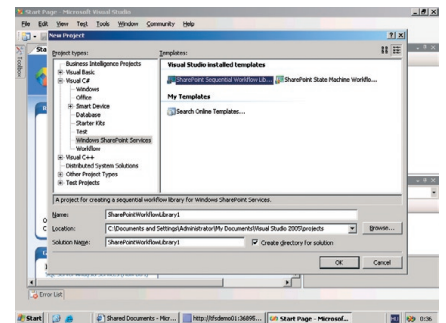 Start Page - Microsoft Visual Studio
File Edit View Test Tools Window Community Help
New Project
Toolbox
Project types:
Templates:
Business Intelligence Projects
Visual Basic
Visual C#
Windows
Office
Smart Device
Database
Starter Kits
Test
Windows SharePoint Services
Workflow
Visual C++
Distributed System Solutions
Other Project Types
Test Projects
Visual Studio installed templates
SharePoint Sequential Workflow Lib...
SharePoint State Machine Workflo...
My Templates
Search Online Templates...
A project for creating a sequential workflow library for Windows SharePoint Services.
Name:
SharePointWorkflowLibrary1
Location:
C:\Documents and Settings\Administrator\My Documents\Visual Studio 2005\projects
Browse...
Solution Name:
SharePointWorkflowLibrary1
Create directory for solution
OK
Cancel
Error List
Start
Shared Documents - Micr...
http://tfsdemo01:36895...
Start Page - Microsof...
0:36